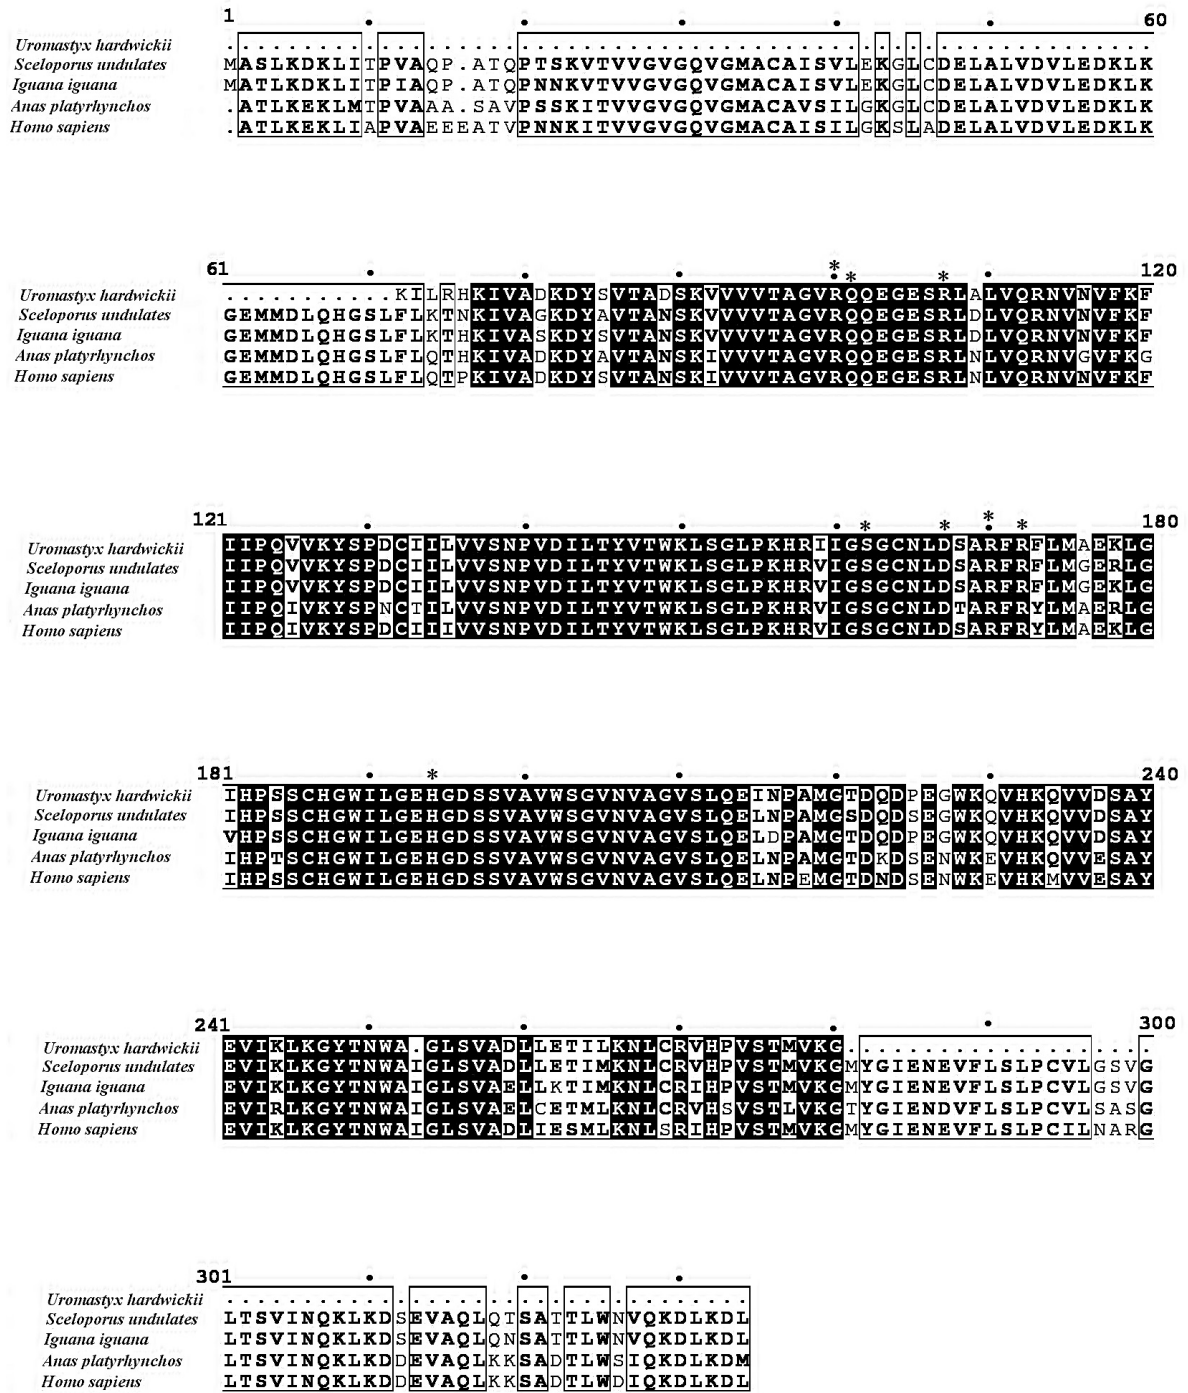 1 • • • • • 60
Uromastyx hardwickii ............................................................
Sceloporus undulates MASLKDKLITPVAQP.ATQPTSKVTVVGVGQVGMACAISVLEKGLCDELALVDVLEDKLK
Iguana iguana MATLKDKLITPIAQP.ATQPNNKVTVVGVGQVGMACAISVLEKGLCDELALVDVLEDKLK
Anas platyrhynchos .ATLKEKLMTPVAAA.SAVPSSKITVVGVGQVGMACAVSILGKGLCDELALVDVLEDKLK
Homo sapiens .ATLKEKLIAPVAEEEATVPNNKITVVGVGQVGMACAISILGKSLADELALVDVLEDKLK
* * *
61 • • • • • 120
Uromastyx hardwickii ...........KILRHKIVADKDYSVTADSKVVVVTAGVRQQEGESRLALVQRNVNVFKF
Sceloporus undulates GEMMDLQHGSLFLKTNKIVAGKDYAVTANSKVVVVTAGVRQQEGESRLDLVQRNVNVFKF
Iguana iguana GEMMDLQHGSLFLKTHKIVASKDYSVTANSKVVVVTAGVRQQEGESRLDLVQRNVNVFKF
Anas platyrhynchos GEMMDLQHGSLFLQTHKIVADKDYAVTANSKIVVVTAGVRQQEGESRLNLVQRNVGVFKG
Homo sapiens GEMMDLQHGSLFLQTPKIVADKDYSVTANSKIVVVTAGVRQQEGESRLNLVQRNVNVFKF
* * * *
121 • • • • • 180
Uromastyx hardwickii IIPQVVKYSPDCIILVVSNPVDILTYVTWKLSGLPKHRIIGSGCNLDSARFRFLMAEKLG
Sceloporus undulates IIPQVVKYSPDCIILVVSNPVDILTYVTWKLSGLPKHRVIGSGCNLDSARFRFLMGERLG
Iguana iguana IIPQVVKYSPDCIILVVSNPVDILTYVTWKLSGLPKHRVIGSGCNLDSARFRFLMGEKLG
Anas platyrhynchos IIPQIVKYSPNCTILVVSNPVDILTYVTWKLSGLPKHRVIGSGCNLDTARFRYLMAERLG
Homo sapiens IIPQIVKYSPDCIIIVVSNPVDILTYVTWKLSGLPKHRVIGSGCNLDSARFRYLMAEKLG
181 • * • • • • 240
Uromastyx hardwickii IHPSSCHGWILGEHGDSSVAVWSGVNVAGVSLQEINPAMGTDQDPEGWKQVHKQVVDSAY
Sceloporus undulates IHPSSCHGWILGEHGDSSVAVWSGVNVAGVSLQELNPAMGSDQDSEGWKQVHKQVVDSAY
Iguana iguana VHPSSCHGWILGEHGDSSVAVWSGVNVAGVSLQELDPAMGTDQDPEGWKQVHKQVVDSAY
Anas platyrhynchos IHPTSCHGWILGEHGDSSVAVWSGVNVAGVSLQELNPAMGTDKDSENWKEVHKQVVESAY
Homo sapiens IHPSSCHGWILGEHGDSSVAVWSGVNVAGVSLQELNPEMGTDNDSENWKEVHKMVVESAY
241 • • • • • 300
Uromastyx hardwickii EVIKLKGYTNWA.GLSVADLLETILKNLCRVHPVSTMVKG....................
Sceloporus undulates EVIKLKGYTNWAIGLSVADLLETIMKNLCRVHPVSTMVKGMYGIENEVFLSLPCVLGSVG
Iguana iguana EVIKLKGYTNWAIGLSVAELLKTIMKNLCRIHPVSTMVKGMYGIENEVFLSLPCVLGSVG
Anas platyrhynchos EVIRLKGYTNWAIGLSVAELCETMLKNLCRVHSVSTLVKGTYGIENDVFLSLPCVLSASG
Homo sapiens EVIKLKGYTNWAIGLSVADLIESMLKNLSRIHPVSTMVKGMYGIENEVFLSLPCILNARG
301 • • •
Uromastyx hardwickii ..................................
Sceloporus undulates LTSVINQKLKDSEVAQLQTSATTLWNVQKDLKDL
Iguana iguana LTSVINQKLKDSEVAQLQNSATTLWNVQKDLKDL
Anas platyrhynchos LTSVINQKLKDDEVAQLKKSADTLWSIQKDLKDM
Homo sapiens LTSVINQKLKDDEVAQLKKSADTLWDIQKDLKDL